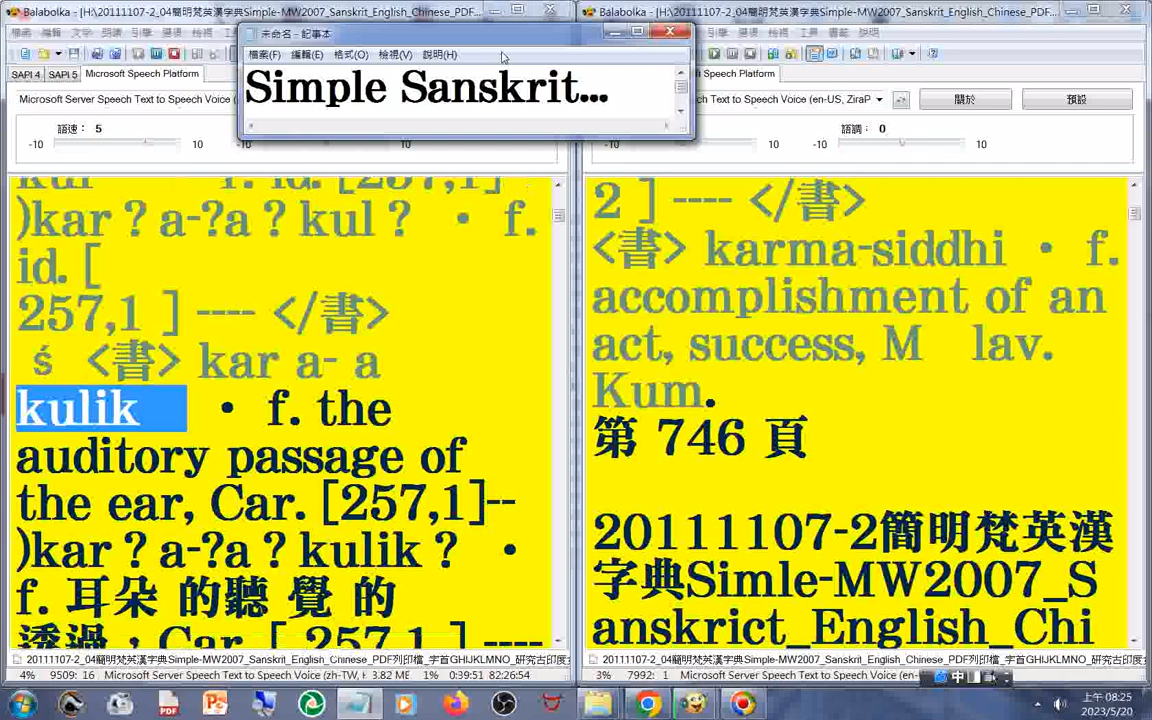 Balabolka - [H:\20111107-2_04簡明梵英漢字典Simple-MW2007_Sanskrit_English_Chinese_PDF...
Balabolka - [H:\20111107-2_04簡明梵英漢字典Simple-MW2007_Sanskrit_English_Chinese_PDF...
未命名 - 記事本
檔案(F) 編輯(E) 格式(O) 檢視(V) 說明(H)
Simple Sanskrit...
SAPI 4 SAPI 5 Microsoft Speech Platform
Speech Platform
Microsoft Server Speech Text to Speech Voice
ch Text to Speech Voice (en-US, ZiraP
關於
預設
語速： 5
語調： 0
-10 10
-10 10
kul f. id. [257,1]
)kar ? a-?a ? kul ? • f.
id. [
257,1 ] ---- </書>
ś <書> kar a- a
kulik • f. the
auditory passage of
the ear, Car. [257,1]--
)kar ? a-?a ? kulik ? •
f. 耳朵 的聽 覺 的
透過，Car. [ 257,1 ] ----
2 ] ---- </書>
<書> karma-siddhi • f.
accomplishment of an
act, success, M lav.
Kum.
第 746 頁
20111107-2簡明梵英漢
字典Simle-MW2007_S
anskrict_English_Chi
20111107-2_04簡明梵英漢字典Simple-MW2007_Sanskrit_English_Chinese_PDF列印檔_字首GHIJKLMNO_研究古印度
20111107-2_04簡明梵英漢字典Simple-MW2007_Sanskrit_English_Chinese_PDF列印檔_字首GHIJKLMNO_研究古印度
4% 9509: 16 Microsoft Server Speech Text to Speech Voice (zh-TW, H 3.82 ME 1% 0:39:51 82:26:54
3% 7992: 1 Microsoft Server Speech Text to Speech Voice (en-
中
上午 08:25
2023/5/20